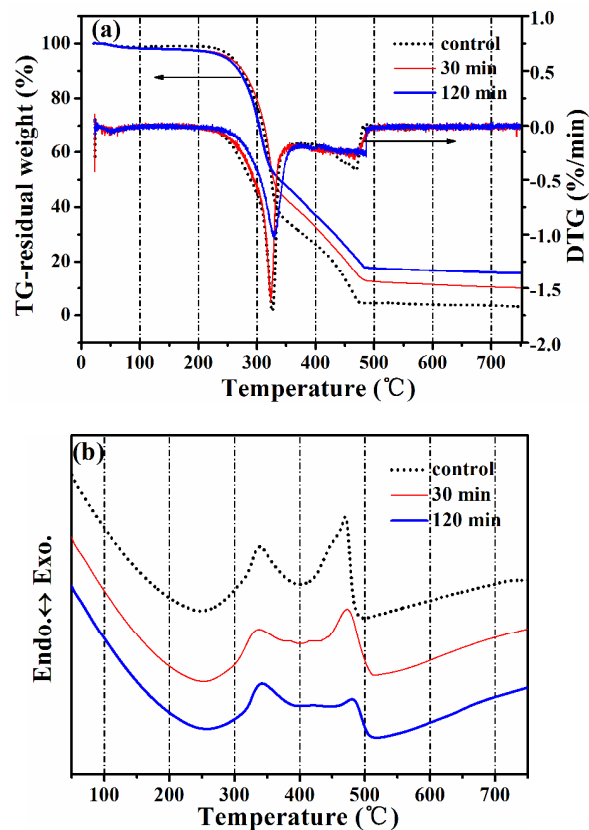 (a)
control
30 min
120 min
TG-residual weight (%)
100
80
70
60
40
20
0
1.0
0.5
0.0
-0.5
-1.0
-1.5
-2.0
DTG (%/min)
0 100 200 300 400 500 600 700
Temperature (℃)
(b)
control
30 min
120 min
Endo.↔ Exo.
100 200 300 400 500 600 700
Temperature (℃)